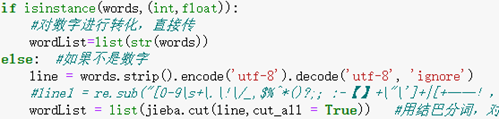 if isinstance(words,(int,float)):
#对数字进行转化，直接传
wordList=list(str(words))
else: #如果不是数字
line = words.strip().encode('utf-8').decode('utf-8', 'ignore')
#line1 = re.sub("[0-9\s+\.\!\/_,$%^*()?;; :-【】+\"\']+|[+——！，
wordList = list(jieba.cut(line,cut_all = True)) #用结巴分词，对